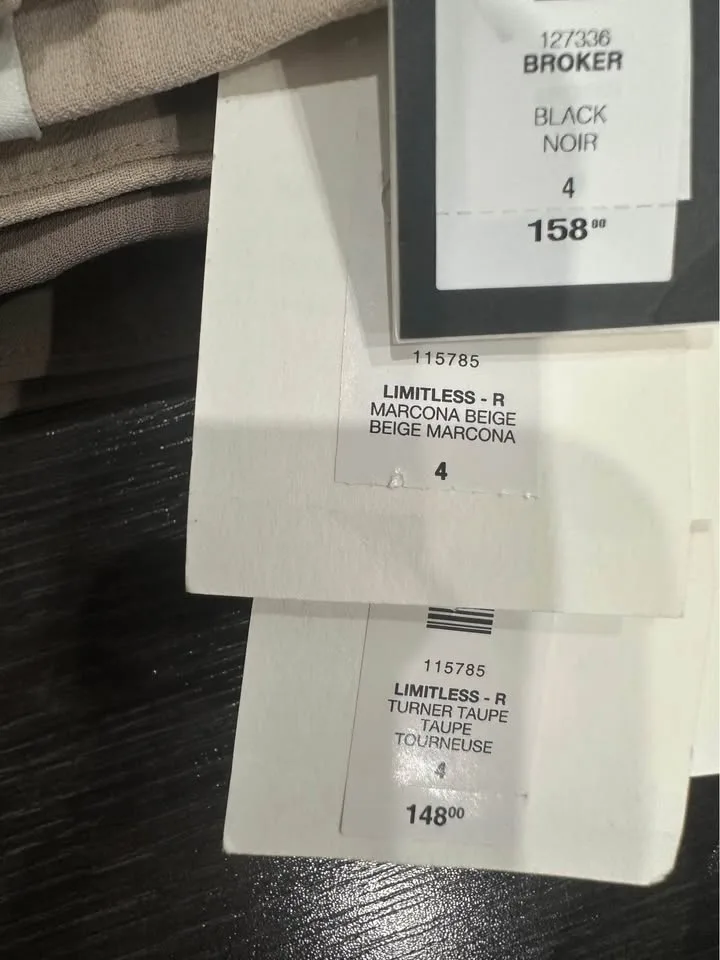 127336
BROKER
BLACK
NOIR
4
158⁰⁰
115785
LIMITLESS - R
MARCONA BEIGE
BEIGE MARCONA
4
115785
LIMITLESS - R
TURNER TAUPE
TAUPE
TOURNEUSE
4
148⁰⁰